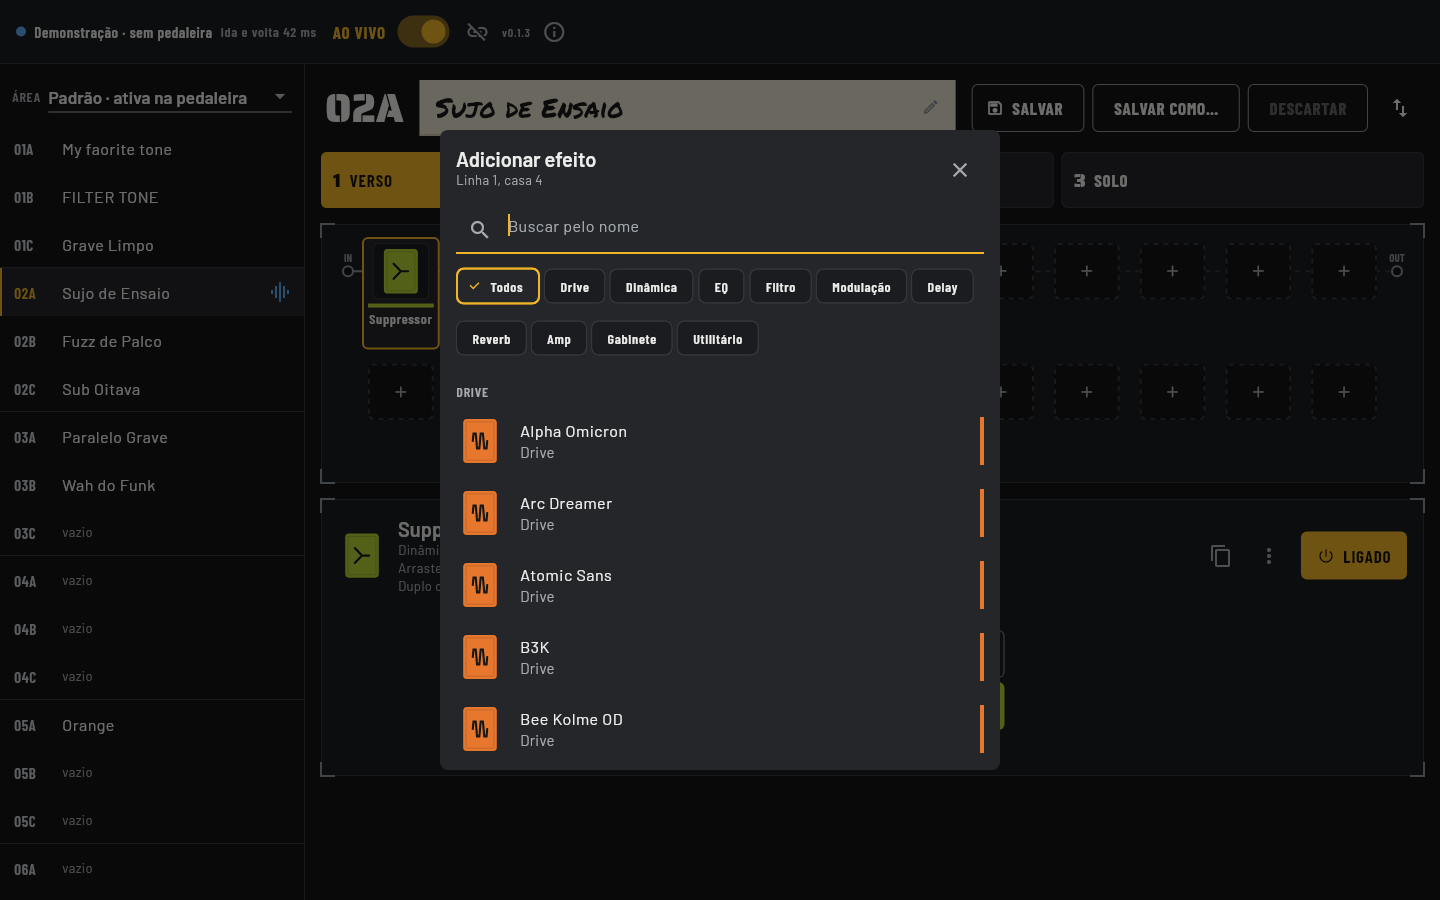 Demonstração · sem pedaleira Ida e volta 42 ms AO VIVO v0.1.3
ÁREA Padrão · ativa na pedaleira
01A My faorite tone
01B FILTER TONE
01C Grave Limpo
02A Sujo de Ensaio
02B Fuzz de Palco
02C Sub Oitava
03A Paralelo Grave
03B Wah do Funk
03C vazio
04A vazio
04B vazio
04C vazio
05A Orange
05B vazio
05C vazio
06A vazio
02A Sujo de Ensaio SALVAR SALVAR COMO... DESCARTAR
1 VERSO 3 SOLO
IN OUT
Suppressor
Supp
Dinâmi
Arraste
Duplo c
LIGADO
Adicionar efeito
Linha 1, casa 4
Buscar pelo nome
Todos Drive Dinâmica EQ Filtro Modulação Delay
Reverb Amp Gabinete Utilitário
DRIVE
Alpha Omicron
Drive
Arc Dreamer
Drive
Atomic Sans
Drive
B3K
Drive
Bee Kolme OD
Drive